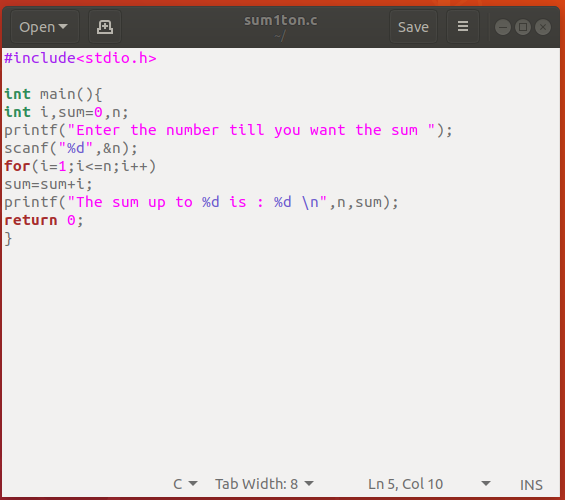 Open
sum1ton.c
~/
Save
#include<stdio.h>

int main(){
int i,sum=0,n;
printf("Enter the number till you want the sum ");
scanf("%d",&n);
for(i=1;i<=n;i++)
sum=sum+i;
printf("The sum up to %d is : %d \n",n,sum);
return 0;
}
C
Tab Width: 8
Ln 5, Col 10
INS